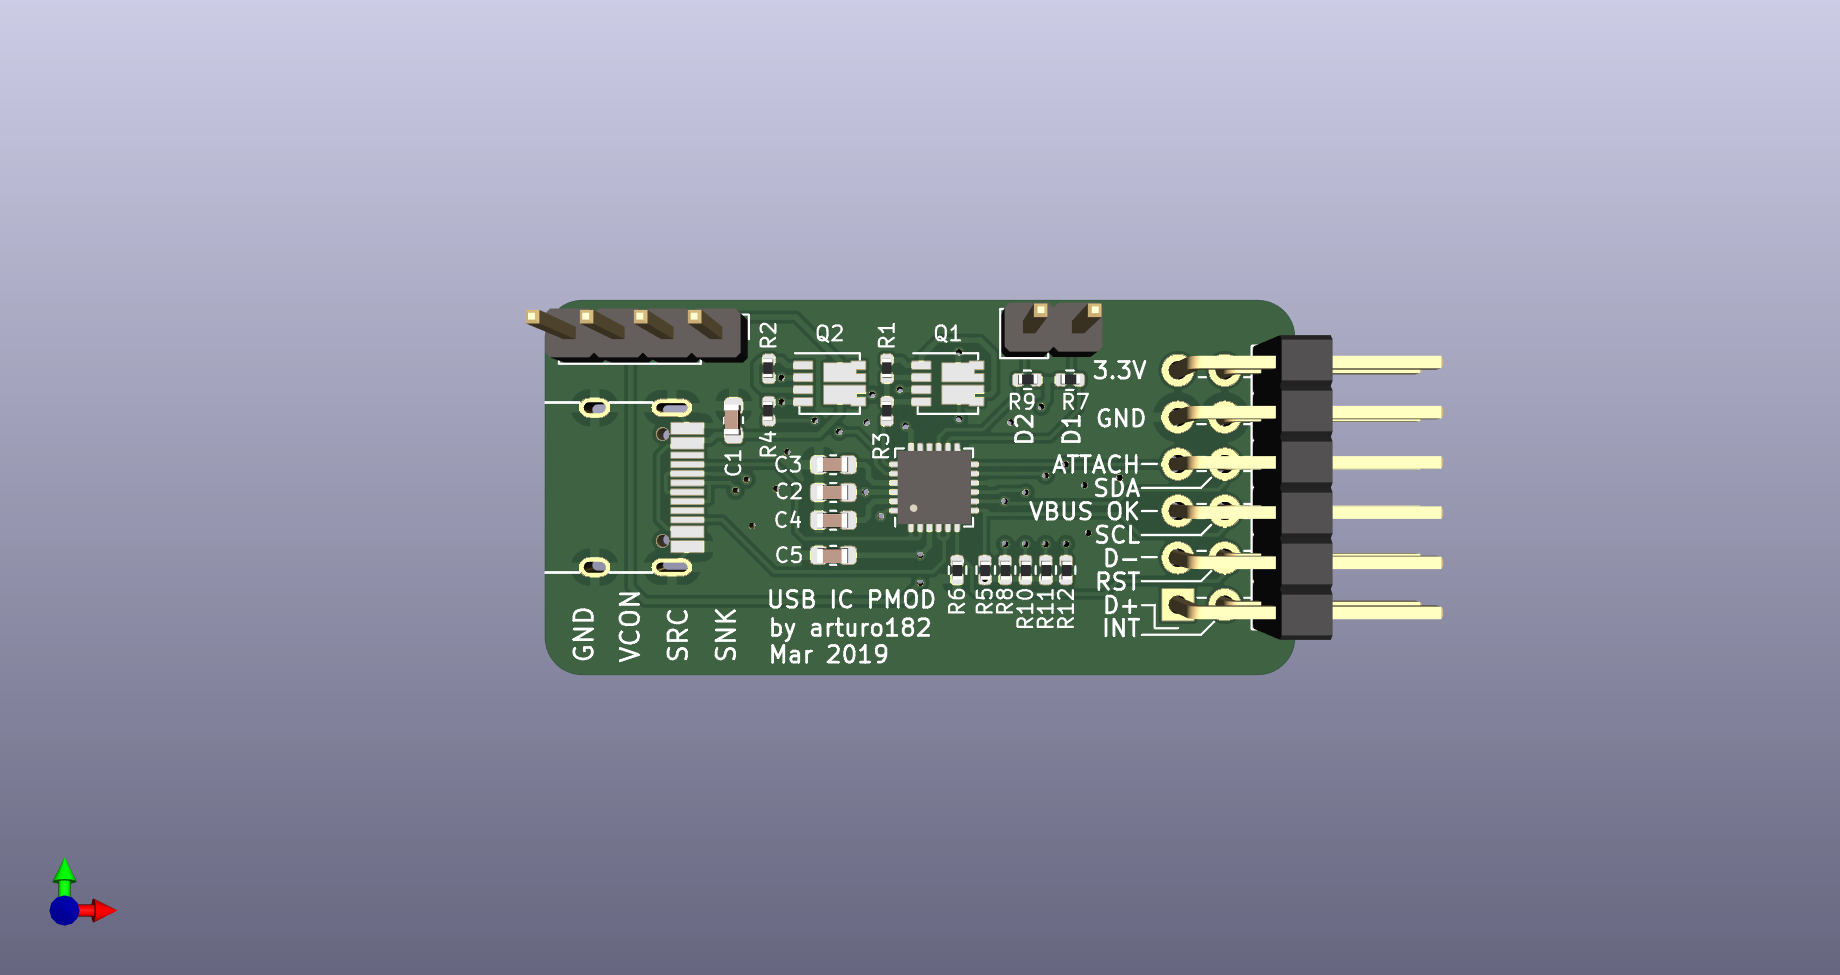 R2
Q2
R1
Q1
3.3V
R9
R7
GND
D2
D1
R4
R3
C1
C3
ATTACH
SDA
C2
VBUS OK
C4
SCL
C5
D-
RST
R6
R5
R8
R10
R11
R12
D+
INT
GND
VCON
SRC
SNK
USB IC PMOD
by arturo182
Mar 2019